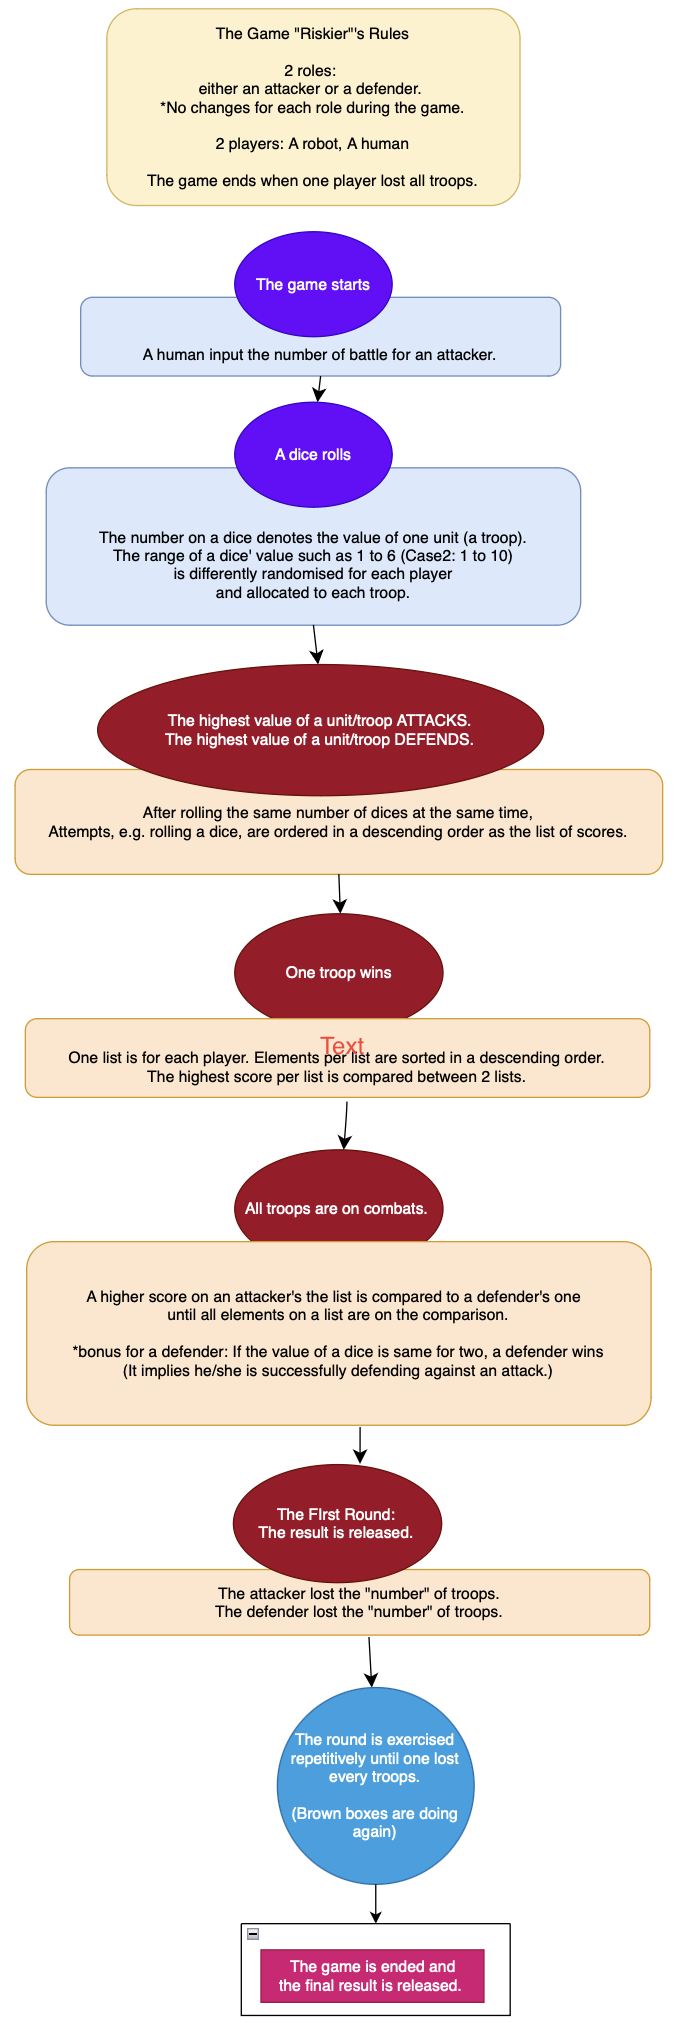 The Game "Riskier"'s Rules
2 roles:
either an attacker or a defender.
*No changes for each role during the game.
2 players: A robot, A human
The game ends when one player lost all troops.
The game starts
A human input the number of battle for an attacker.
A dice rolls
The number on a dice denotes the value of one unit (a troop).
The range of a dice' value such as 1 to 6 (Case2: 1 to 10)
is differently randomised for each player
and allocated to each troop.
The highest value of a unit/troop ATTACKS.
The highest value of a unit/troop DEFENDS.
After rolling the same number of dices at the same time,
Attempts, e.g. rolling a dice, are ordered in a descending order as the list of scores.
One troop wins
Text
One list is for each player. Elements per list are sorted in a descending order.
The highest score per list is compared between 2 lists.
All troops are on combats.
A higher score on an attacker's the list is compared to a defender's one
until all elements on a list are on the comparison.
*bonus for a defender: If the value of a dice is same for two, a defender wins
(It implies he/she is successfully defending against an attack.)
The FIrst Round:
The result is released.
The attacker lost the "number" of troops.
The defender lost the "number" of troops.
The round is exercised
repetitively until one lost
every troops.
(Brown boxes are doing
again)
The game is ended and
the final result is released.